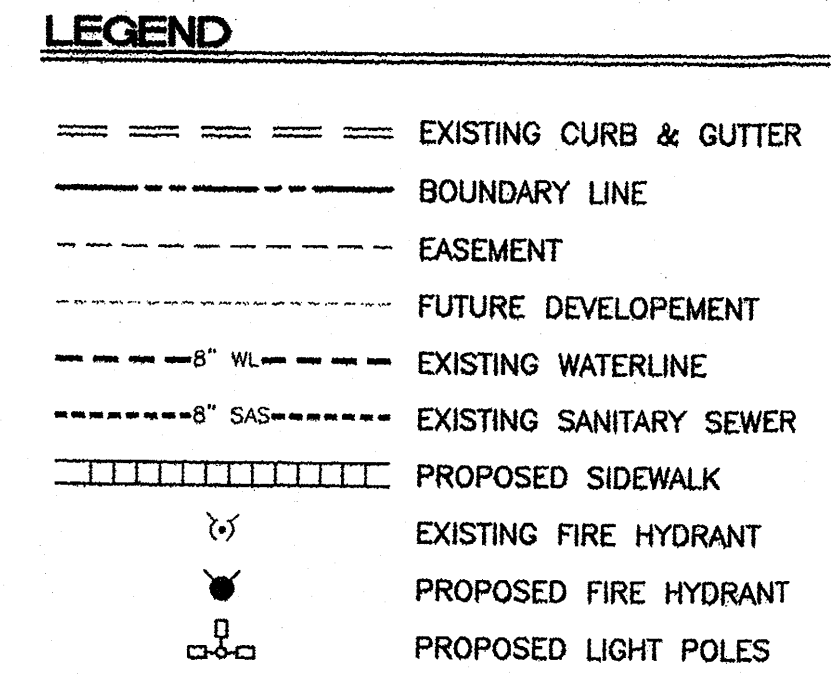 LEGEND
EXISTING CURB & GUTTER
BOUNDARY LINE
EASEMENT
FUTURE DEVELOPEMENT
8" WL EXISTING WATERLINE
8" SAS EXISTING SANITARY SEWER
PROPOSED SIDEWALK
EXISTING FIRE HYDRANT
PROPOSED FIRE HYDRANT
PROPOSED LIGHT POLES